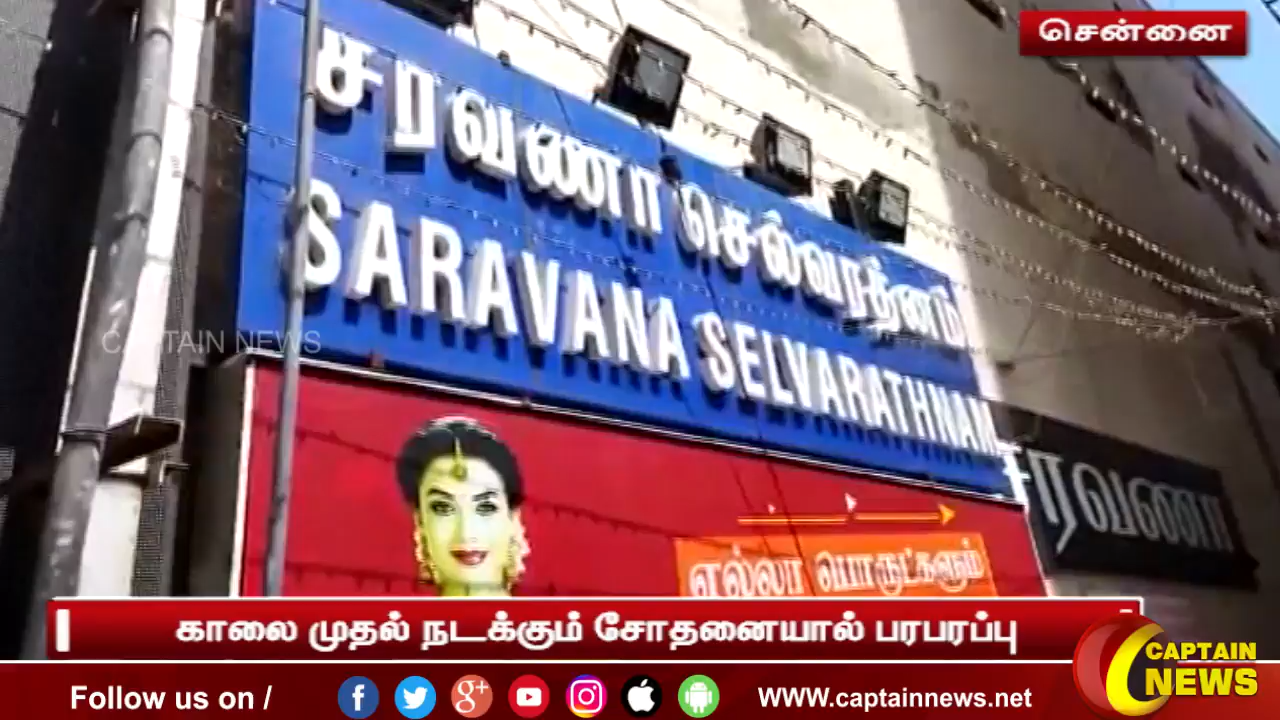 சென்னை
சரவணா செல்வரத்னம்
SARAVANA SELVARATHNAM
CAPTAIN NEWS
ரவணா
எல்லா பொருட்களும்
காலை முதல் நடக்கும் சோதனையால் பரபரப்பு
CAPTAIN
NEWS
Follow us on / www.captainnews.net